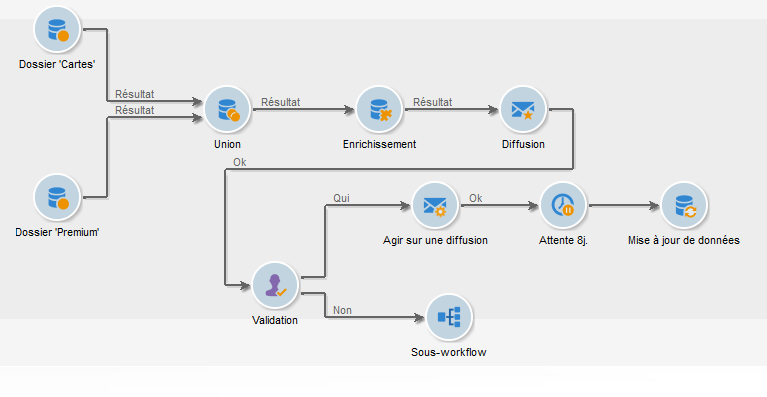 Dossier 'Cartes'
Résultat
Résultat
Dossier 'Premium'
Union
Résultat
Enrichissement
Résultat
Diffusion
Ok
Validation
Qui
Agir sur une diffusion
Ok
Attente 8j.
Mise à jour de données
Non
Sous-workflow